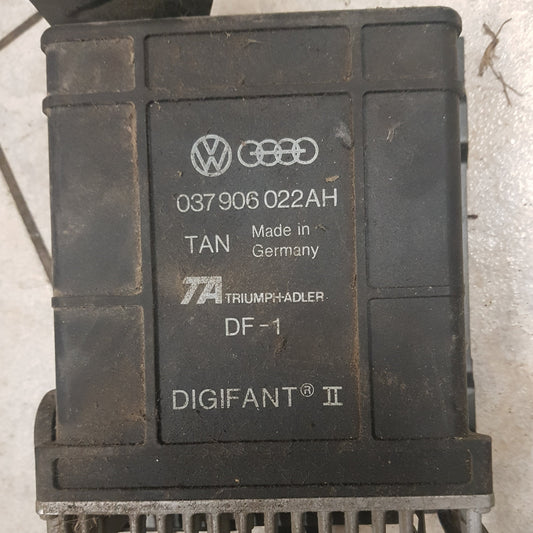 037 906 022AH
TAN Made in Germany
TA TRIUMPH-ADLER
DF-1
DIGIFANT® II